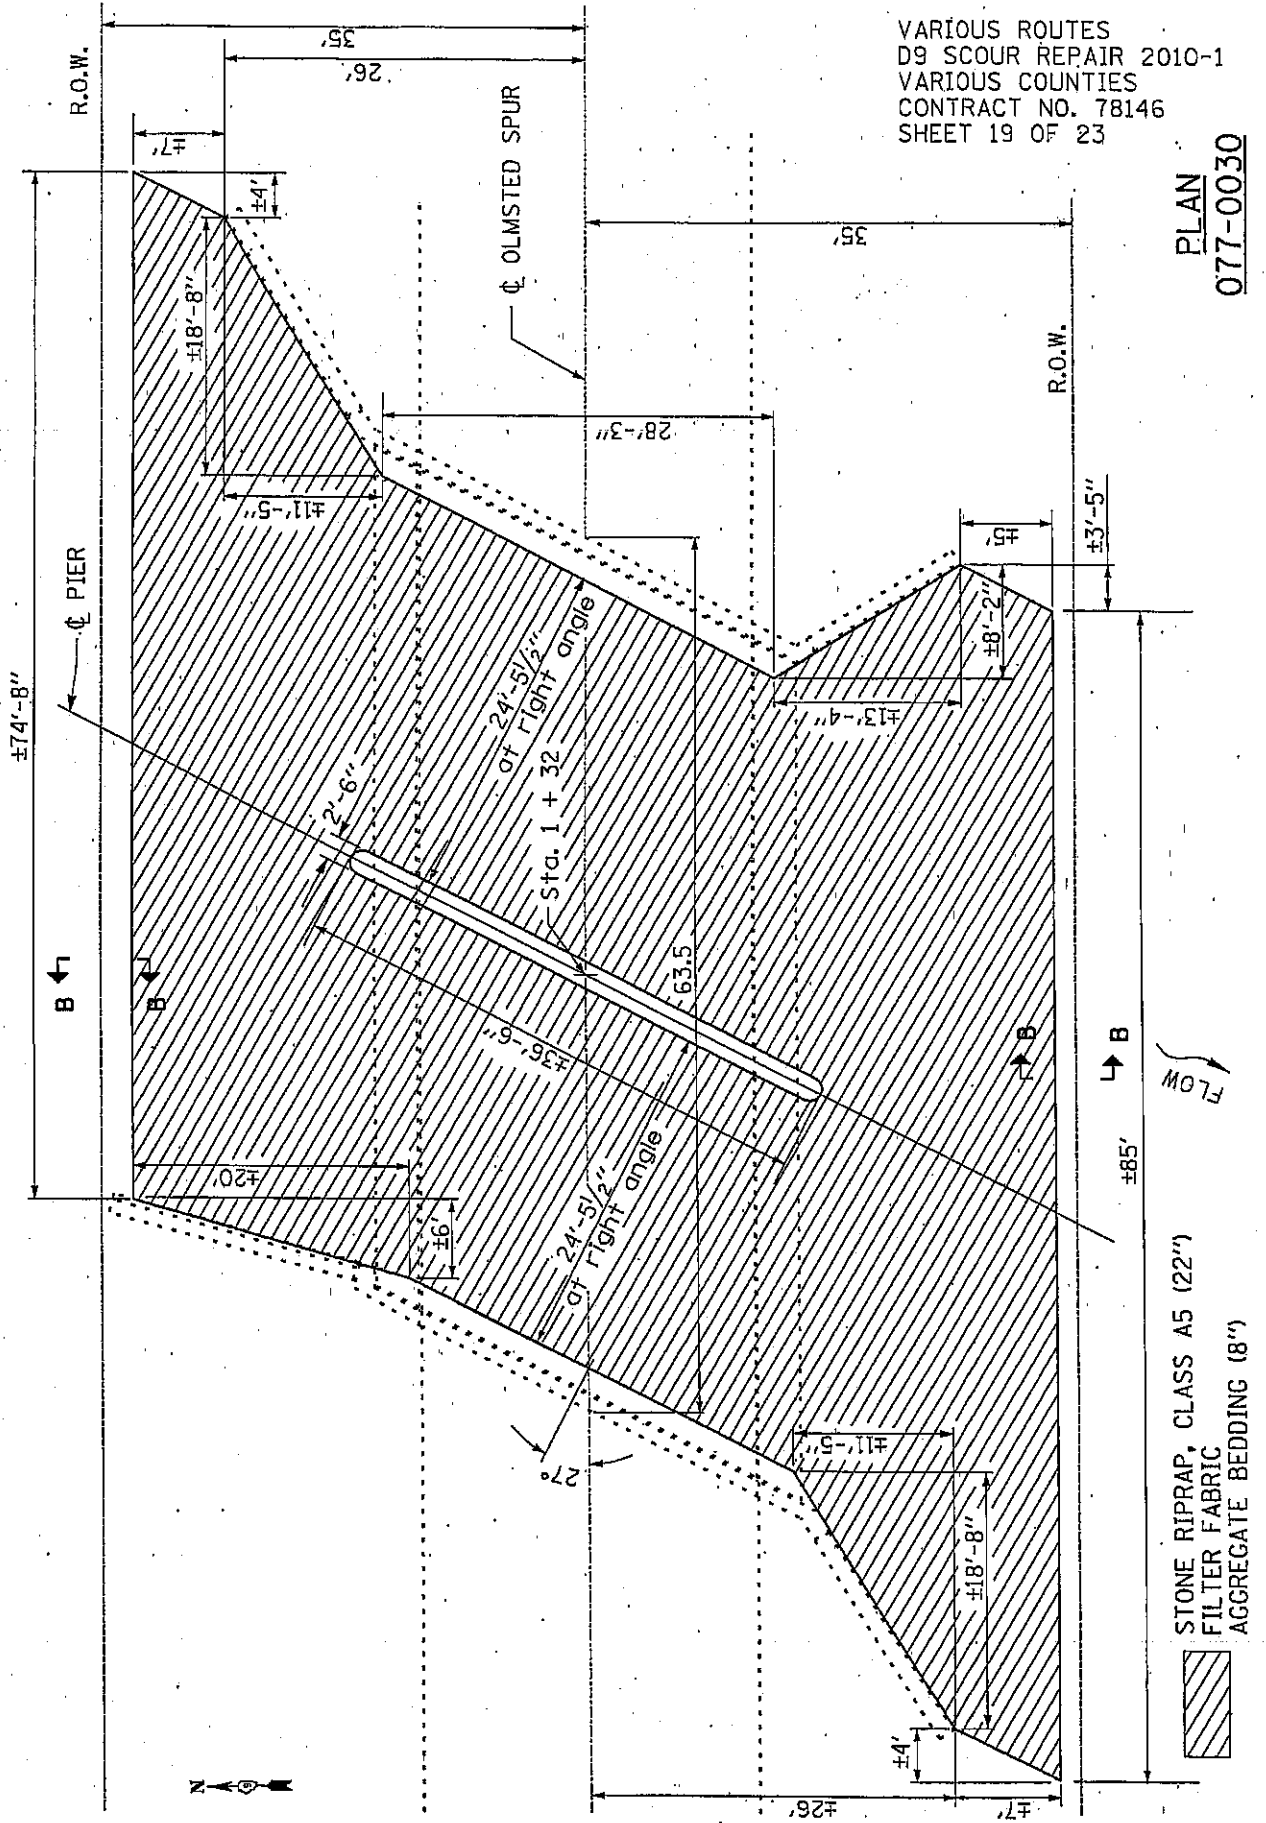 VARIOUS ROUTES
D9 SCOUR REPAIR 2010-1
VARIOUS COUNTIES
CONTRACT NO. 78146
SHEET 19 OF 23
PLAN
077-0030
R.O.W.
35'
26'
±7'
±4'
±18'-8"
±11'-5"
℄ OLMSTED SPUR
28'-3"
35'
R.O.W.
±5'
±3'-5"
±8'-2"
±13'-4"
℄ PIER
±74'-8"
2'-6"
24'-5½"
at right angle
Sta. 1 + 32
63.5
±36'-6"
B
B
B
B
FLOW
±20'
±6'
24'-5½"
at right angle
27°
±11'-5"
±18'-8"
±85'
±4'
±26'
±7'
N
STONE RIPRAP, CLASS A5 (22")
FILTER FABRIC
AGGREGATE BEDDING (8")